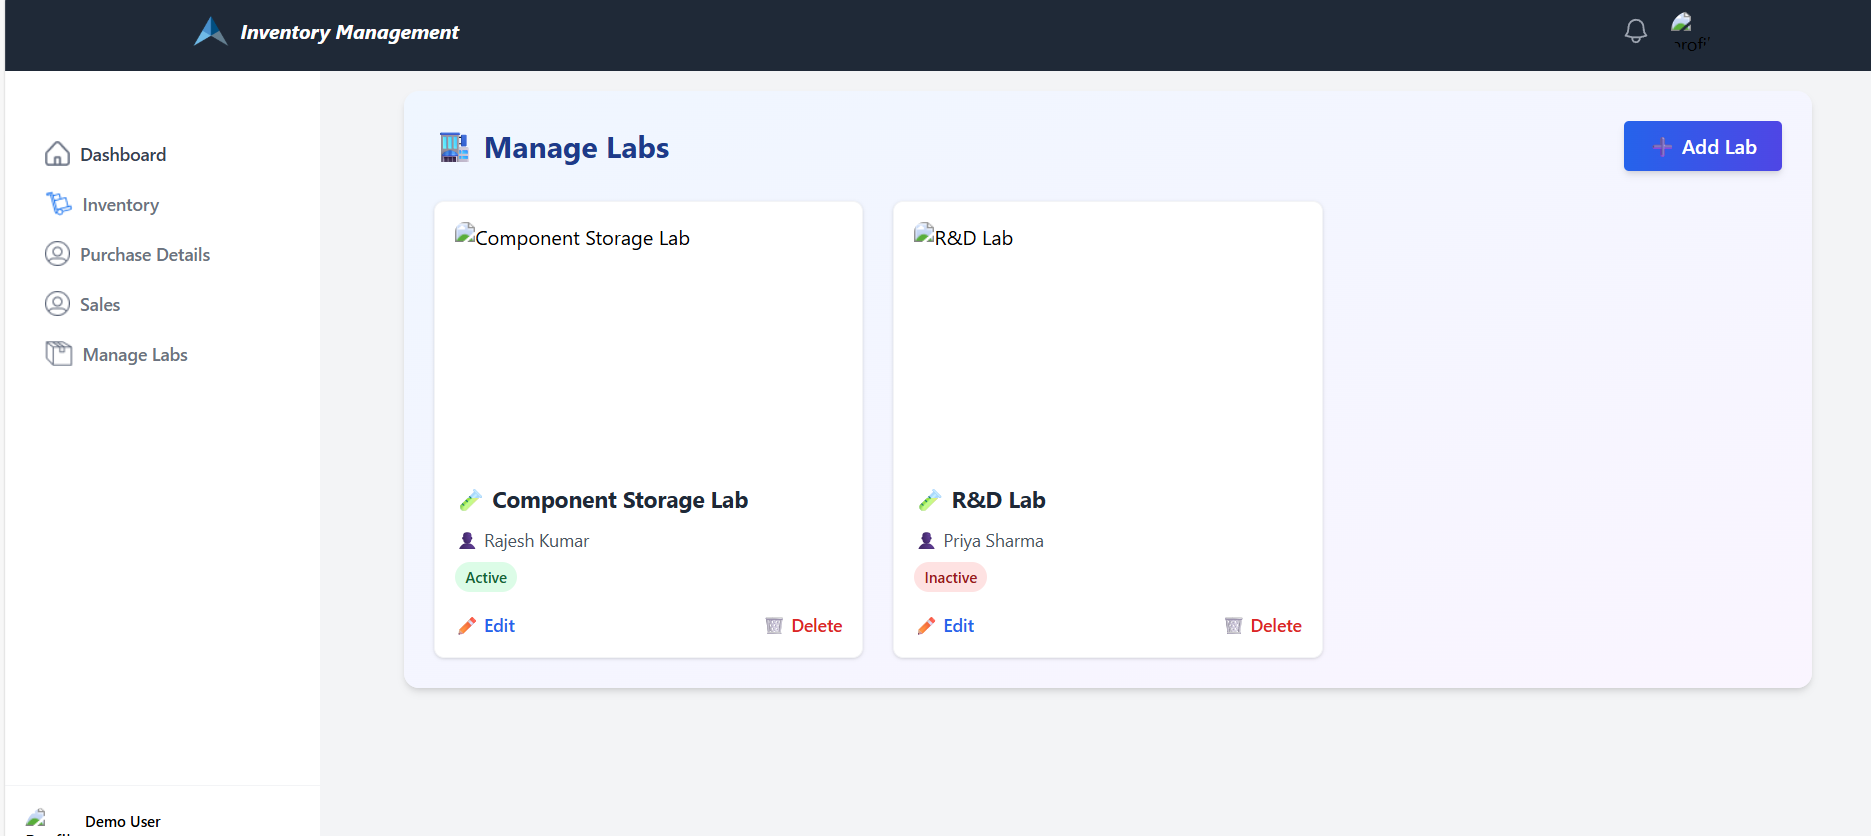 Inventory Management
profil
Dashboard
Inventory
Purchase Details
Sales
Manage Labs
Demo User
Manage Labs
Add Lab
Component Storage Lab
Component Storage Lab
Rajesh Kumar
Active
Edit
Delete
R&D Lab
R&D Lab
Priya Sharma
Inactive
Edit
Delete